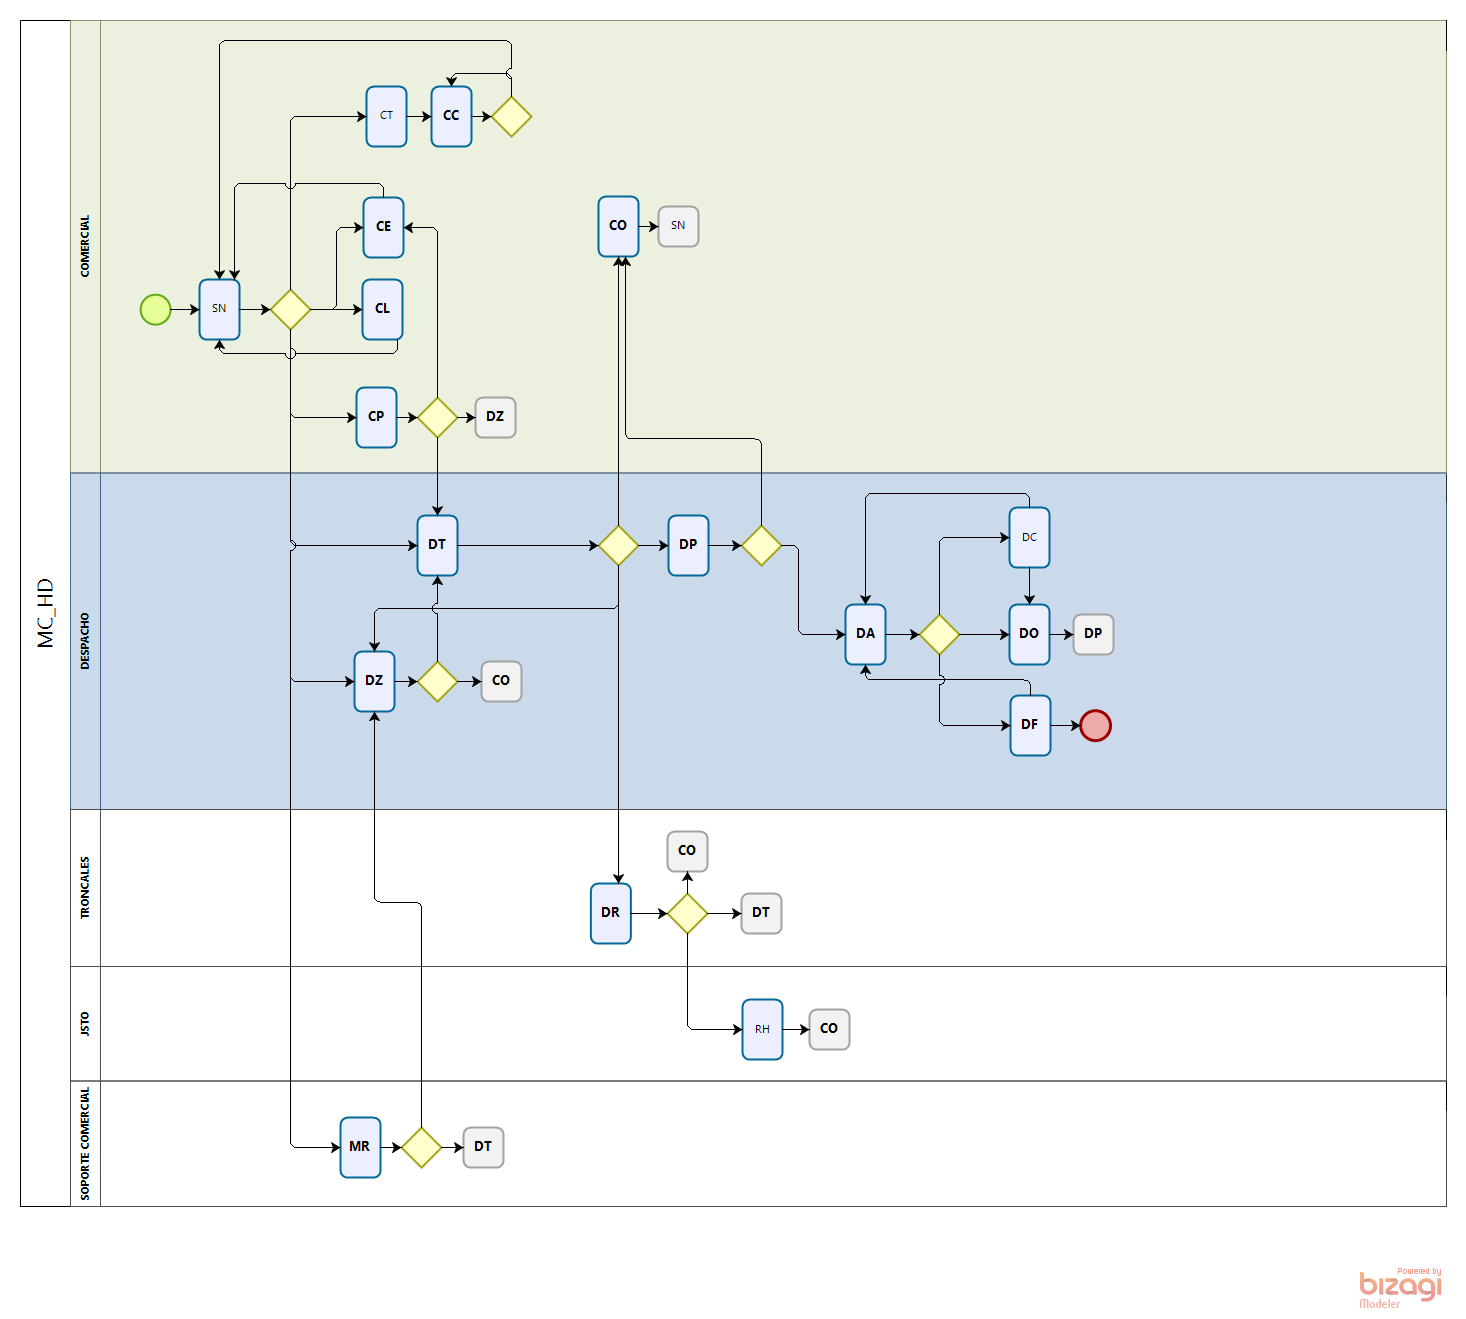 MC_HD
COMERCIAL
CT
CC
CE
CO
SN
SN
CL
CP
DZ
DESPACHO
DT
DP
DC
DA
DO
DP
DZ
CO
DF
TRONCALES
CO
DR
DT
JSTO
RH
CO
SOPORTE COMERCIAL
MR
DT
Powered by
bizagi
Modeler